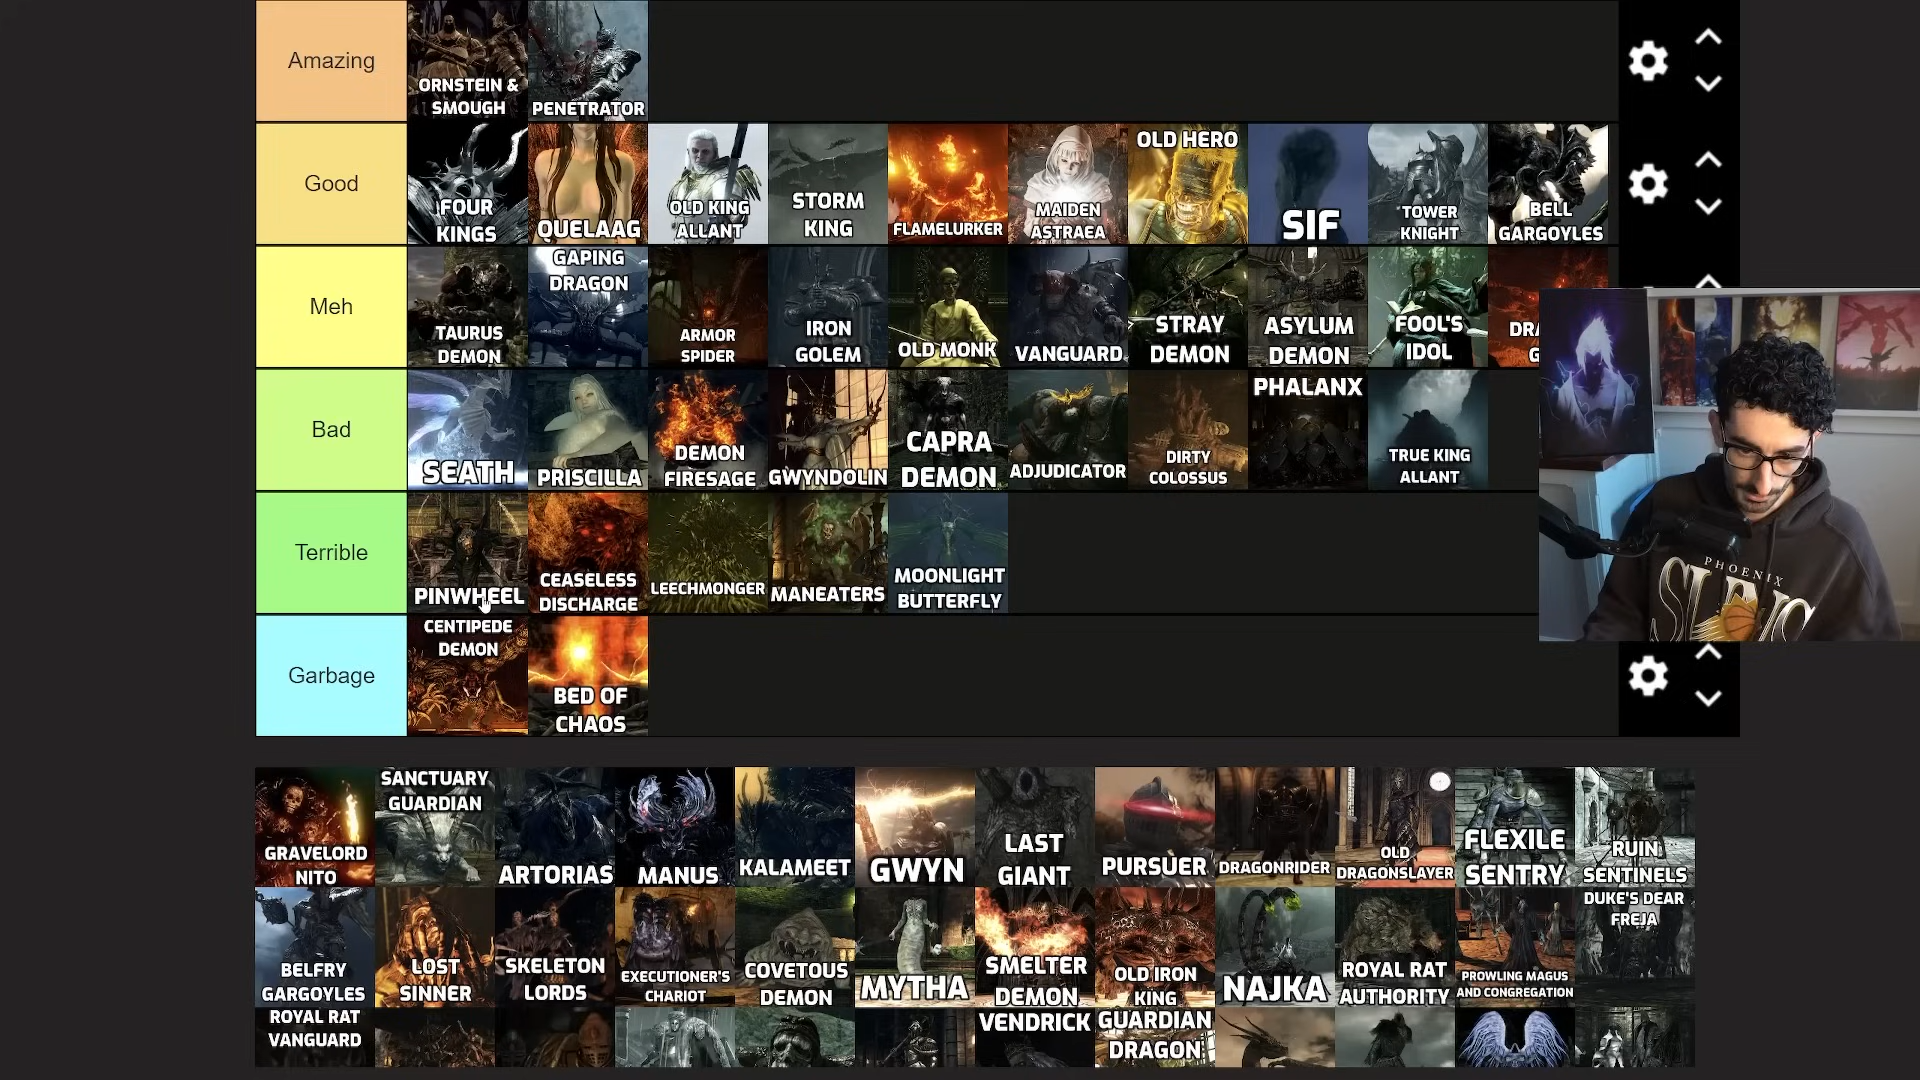 Amazing
ORNSTEIN &
SMOUGH
PENETRATOR
Good
FOUR
KINGS
QUELAAG
OLD KING
ALLANT
STORM
KING
FLAMELURKER
MAIDEN
ASTRAEA
OLD HERO
SIF
TOWER
KNIGHT
BELL
GARGOYLES
Meh
TAURUS
DEMON
GAPING
DRAGON
ARMOR
SPIDER
IRON
GOLEM
OLD MONK
VANGUARD
STRAY
DEMON
ASYLUM
DEMON
FOOL'S
IDOL
Bad
SEATH
PRISCILLA
DEMON
FIRESAGE
GWYNDOLIN
CAPRA
DEMON
ADJUDICATOR
DIRTY
COLOSSUS
PHALANX
TRUE KING
ALLANT
Terrible
PINWHEEL
CEASELESS
DISCHARGE
LEECHMONGER
MANEATERS
MOONLIGHT
BUTTERFLY
Garbage
CENTIPEDE
DEMON
BED OF
CHAOS
PHOENIX
GRAVELORD
NITO
SANCTUARY
GUARDIAN
ARTORIAS
MANUS
KALAMEET
GWYN
LAST
GIANT
PURSUER
DRAGONRIDER
OLD
DRAGONSLAYER
FLEXILE
SENTRY
RUIN
SENTINELS
BELFRY
GARGOYLES
LOST
SINNER
SKELETON
LORDS
EXECUTIONER'S
CHARIOT
COVETOUS
DEMON
MYTHA
SMELTER
DEMON
OLD IRON
KING
NAJKA
ROYAL RAT
AUTHORITY
PROWLING MAGUS
AND CONGREGATION
DUKE'S DEAR
FREJA
ROYAL RAT
VANGUARD
VENDRICK
GUARDIAN
DRAGON